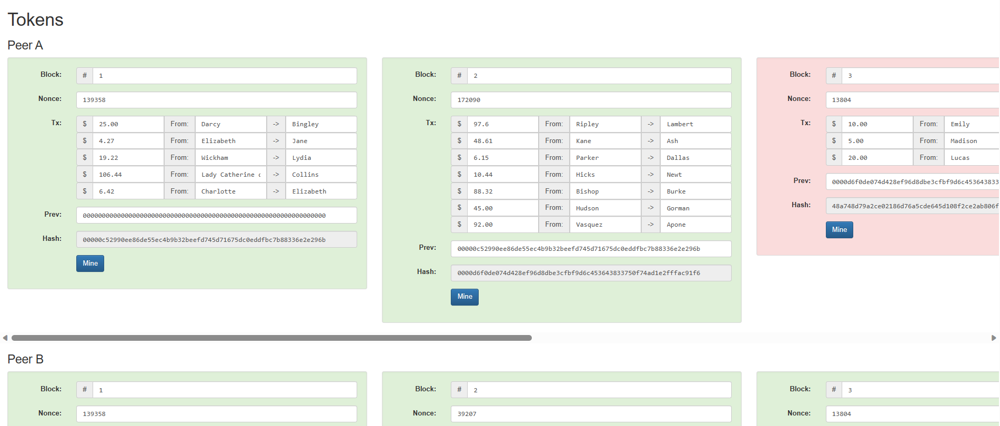 Tokens
Peer A
Block: # 1
Nonce: 139358
Tx: $ 25.00 From: Darcy -> Bingley
$ 4.27 From: Elizabeth -> Jane
$ 19.22 From: Wickham -> Lydia
$ 106.44 From: Lady Catherine c -> Collins
$ 6.42 From: Charlotte -> Elizabeth
Prev: 0000000000000000000000000000000000000000000000000000000000000000
Hash: 00000c52990ee86de55ec4b9b32beefd745d71675dc0eddfbc7b88336e2e296b
Mine
Block: # 2
Nonce: 172090
Tx: $ 97.6 From: Ripley -> Lambert
$ 48.61 From: Kane -> Ash
$ 6.15 From: Parker -> Dallas
$ 10.44 From: Hicks -> Newt
$ 88.32 From: Bishop -> Burke
$ 45.00 From: Hudson -> Gorman
$ 92.00 From: Vasquez -> Apone
Prev: 00000c52990ee86de55ec4b9b32beefd745d71675dc0eddfbc7b88336e2e296b
Hash: 0000d6f0de074d428ef96d8dbe3cfbf9d6c453643833750f74ad1e2fffac91f6
Mine
Block: # 3
Nonce: 13804
Tx: $ 10.00 From: Emily
$ 5.00 From: Madison
$ 20.00 From: Lucas
Prev: 0000d6f0de074d428ef96d8dbe3cfbf9d6c453643833
Hash: 48a748d79a2ce02186d76a5cde645d108f2ce2ab806f
Mine
Peer B
Block: # 1
Nonce: 139358
Block: # 2
Nonce: 39207
Block: # 3
Nonce: 13804